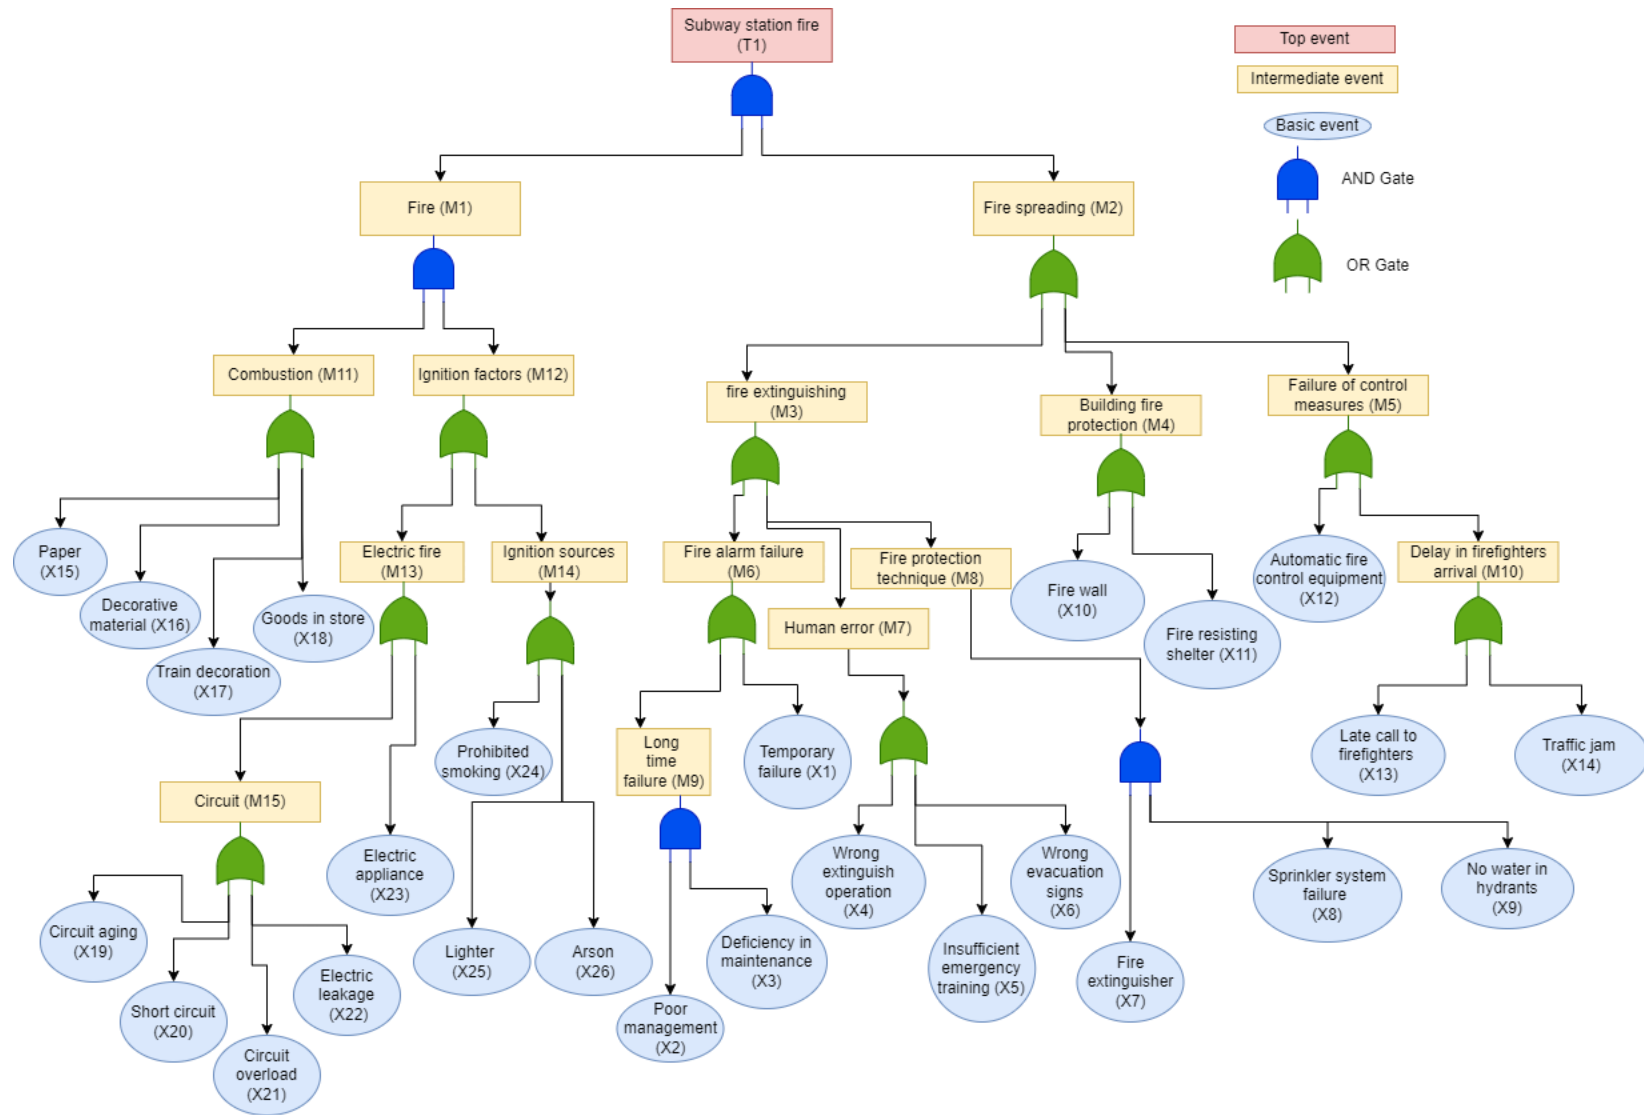 Subway station fire
(T1)
Top event
Intermediate event
Basic event
AND Gate
OR Gate
Fire (M1)
Fire spreading (M2)
Combustion (M11)
Ignition factors (M12)
fire extinguishing
(M3)
Building fire
protection (M4)
Failure of control
measures (M5)
Paper
(X15)
Decorative
material (X16)
Train decoration
(X17)
Goods in store
(X18)
Electric fire
(M13)
Ignition sources
(M14)
Fire alarm failure
(M6)
Human error (M7)
Fire protection
technique (M8)
Fire wall
(X10)
Fire resisting
shelter (X11)
Automatic fire
control equipment
(X12)
Delay in firefighters
arrival (M10)
Circuit (M15)
Prohibited
smoking (X24)
Long
time
failure (M9)
Temporary
failure (X1)
Late call to
firefighters
(X13)
Traffic jam
(X14)
Electric
appliance
(X23)
Wrong
extinguish
operation
(X4)
Wrong
evacuation
signs
(X6)
Sprinkler system
failure
(X8)
No water in
hydrants
(X9)
Circuit aging
(X19)
Short circuit
(X20)
Circuit
overload
(X21)
Electric
leakage
(X22)
Lighter
(X25)
Arson
(X26)
Poor
management
(X2)
Deficiency in
maintenance
(X3)
Insufficient
emergency
training (X5)
Fire
extinguisher
(X7)